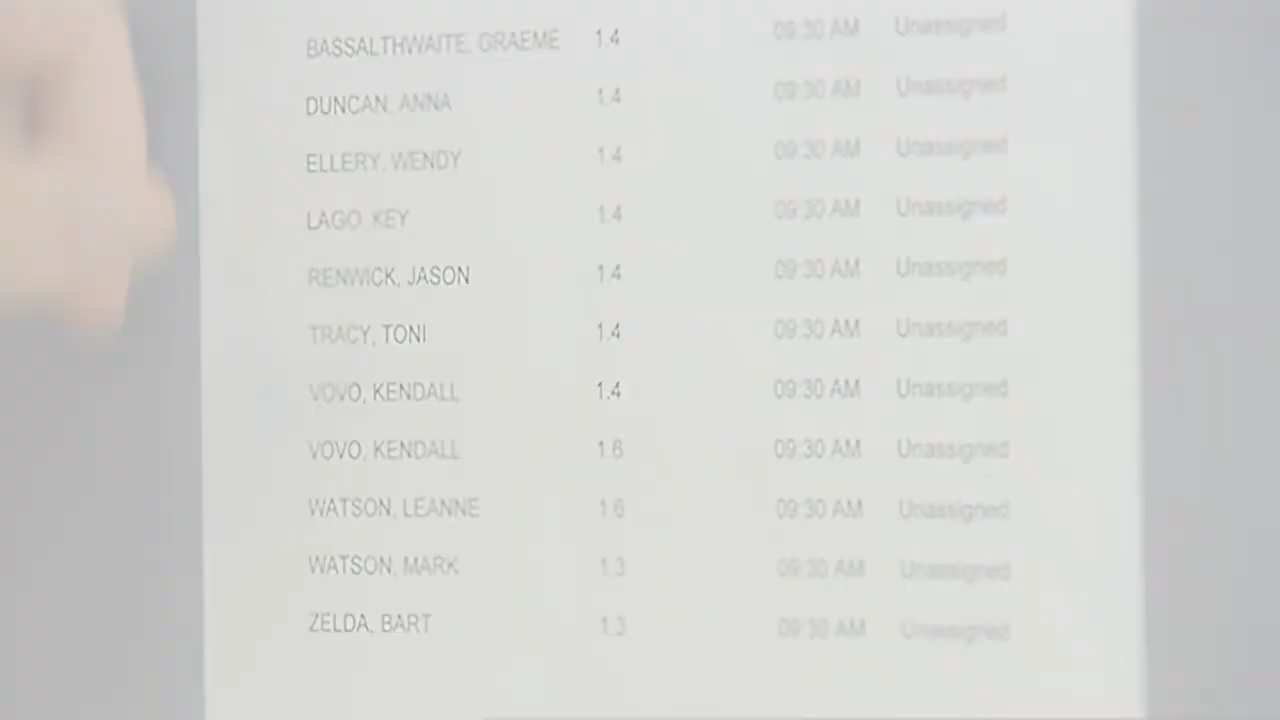 BASSALTHWAITE, GRAEME 1.4 09:30 AM Unassigned
DUNCAN, ANNA 1.4 09:30 AM Unassigned
ELLERY, WENDY 1.4 09:30 AM Unassigned
LAGO, KEY 1.4 09:30 AM Unassigned
RENWICK, JASON 1.4 09:30 AM Unassigned
TRACY, TONI 1.4 09:30 AM Unassigned
VOVO, KENDALL 1.4 09:30 AM Unassigned
VOVO, KENDALL 1.6 09:30 AM Unassigned
WATSON, LEANNE 1.6 09:30 AM Unassigned
WATSON, MARK 1.3 09:30 AM Unassigned
ZELDA, BART 1.3 09:30 AM Unassigned